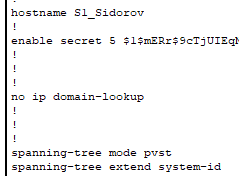 hostname S1_Sidorov
!
enable secret 5 $1$mERr$9cTjUIEqN
!
!
!
no ip domain-lookup
!
!
!
spanning-tree mode pvst
spanning-tree extend system-id